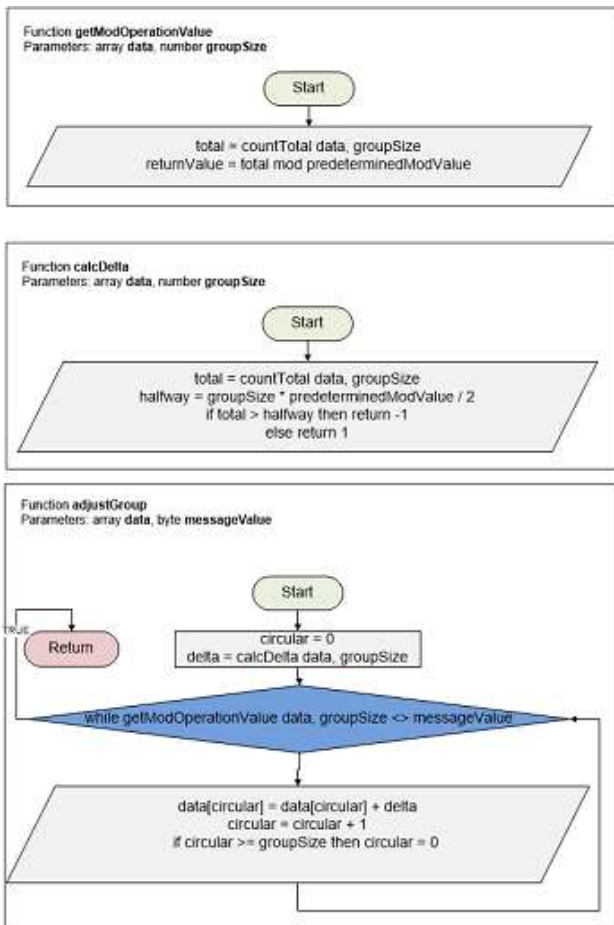 Function getModOperationValue
Parameters: array data, number groupSize
Start
total = countTotal data, groupSize
returnValue = total mod predeterminedModValue
Function calcDelta
Parameters: array data, number groupSize
Start
total = countTotal data, groupSize
halfway = groupSize * predeterminedModValue / 2
if total > halfway then return -1
else return 1
Function adjustGroup
Parameters: array data, byte messageValue
Start
TRUE
Return
circular = 0
delta = calcDelta data, groupSize
while getModOperationValue data, groupSize <> messageValue
data[circular] = data[circular] + delta
circular = circular + 1
if circular >= groupSize then circular = 0